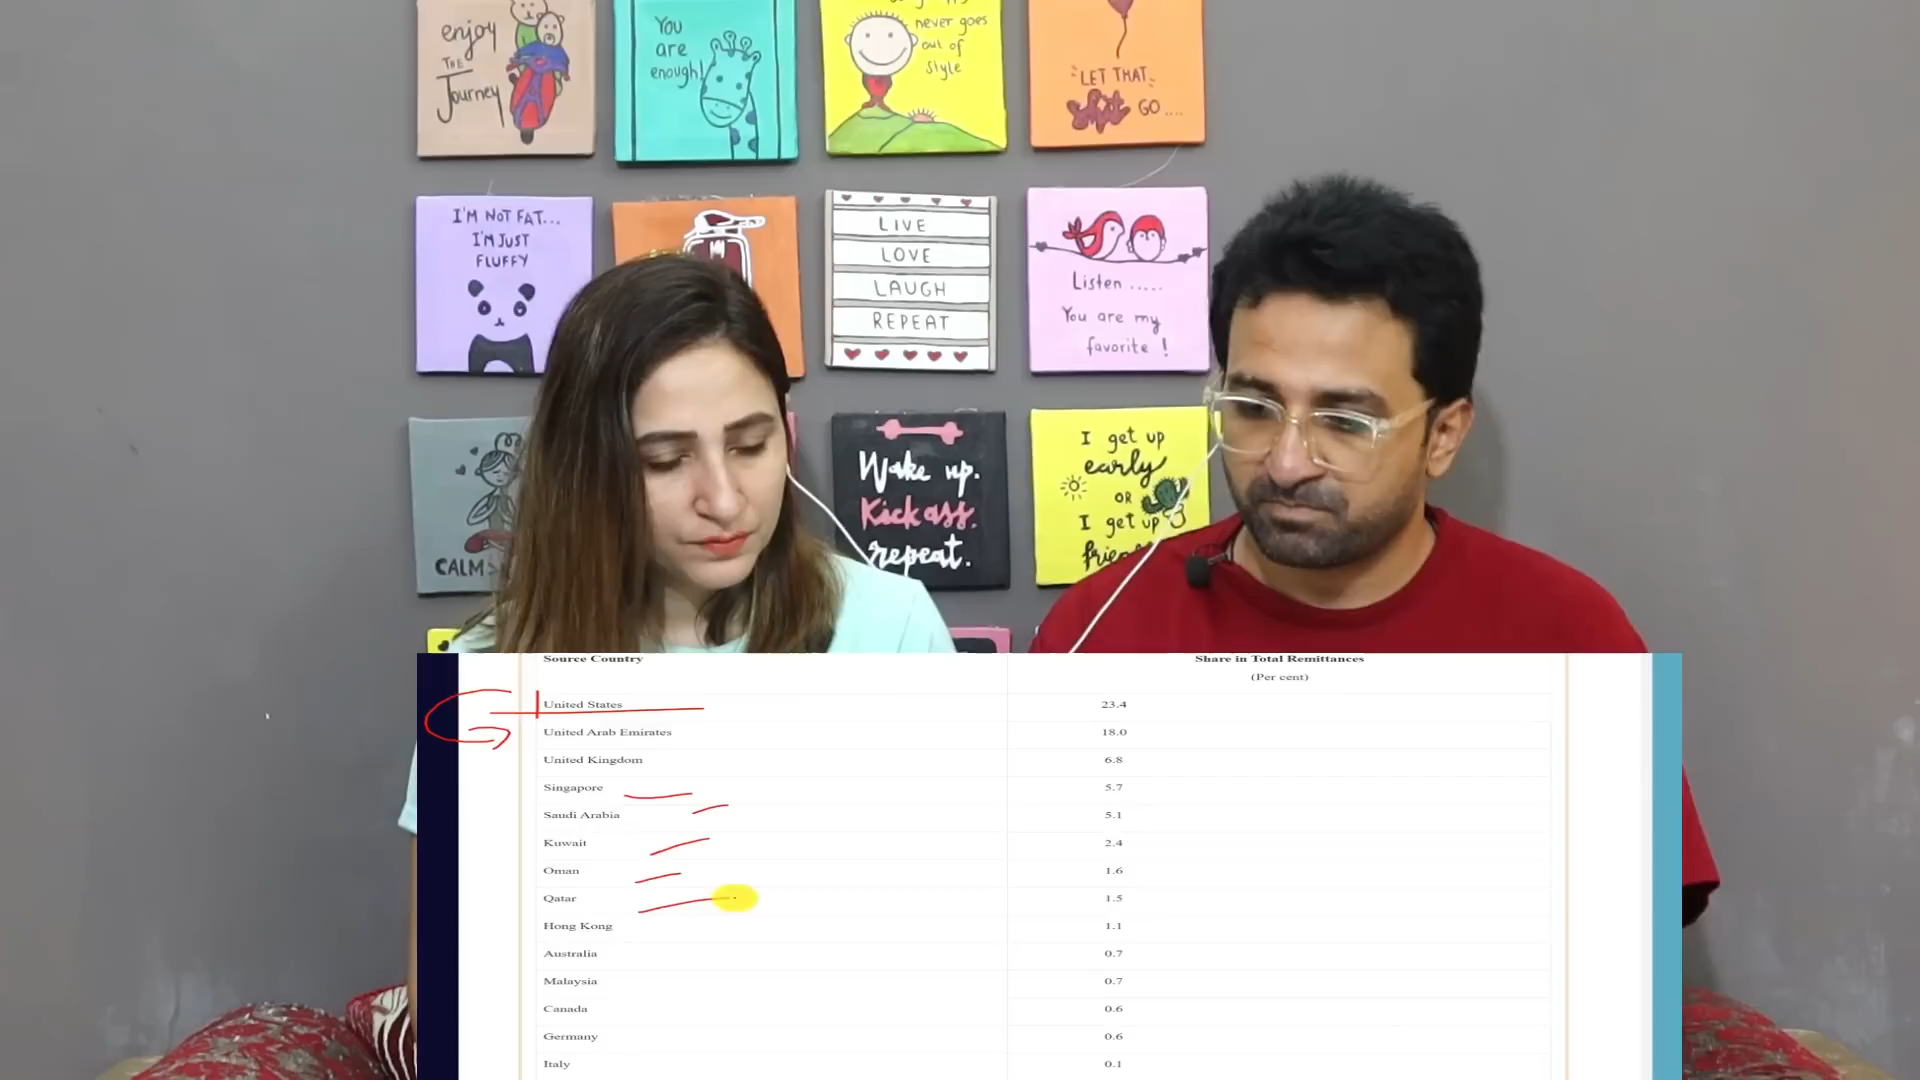 enjoy
THE
Journey
You
are
enough!
never goes
out of
style
LET THAT
GO....
I'M NOT FAT...
I'M JUST
FLUFFY
LIVE
LOVE
LAUGH
REPEAT
Listen .....
You are my
favorite !
CALM
Wake up.
Kick ass.
repeat.
I get up
early
OR
I get up
Source Country Share in Total Remittances
(Per cent)
United States 23.4
United Arab Emirates 18.0
United Kingdom 6.8
Singapore 5.7
Saudi Arabia 5.1
Kuwait 2.4
Oman 1.6
Qatar 1.5
Hong Kong 1.1
Australia 0.7
Malaysia 0.7
Canada 0.6
Germany 0.6
Italy 0.1